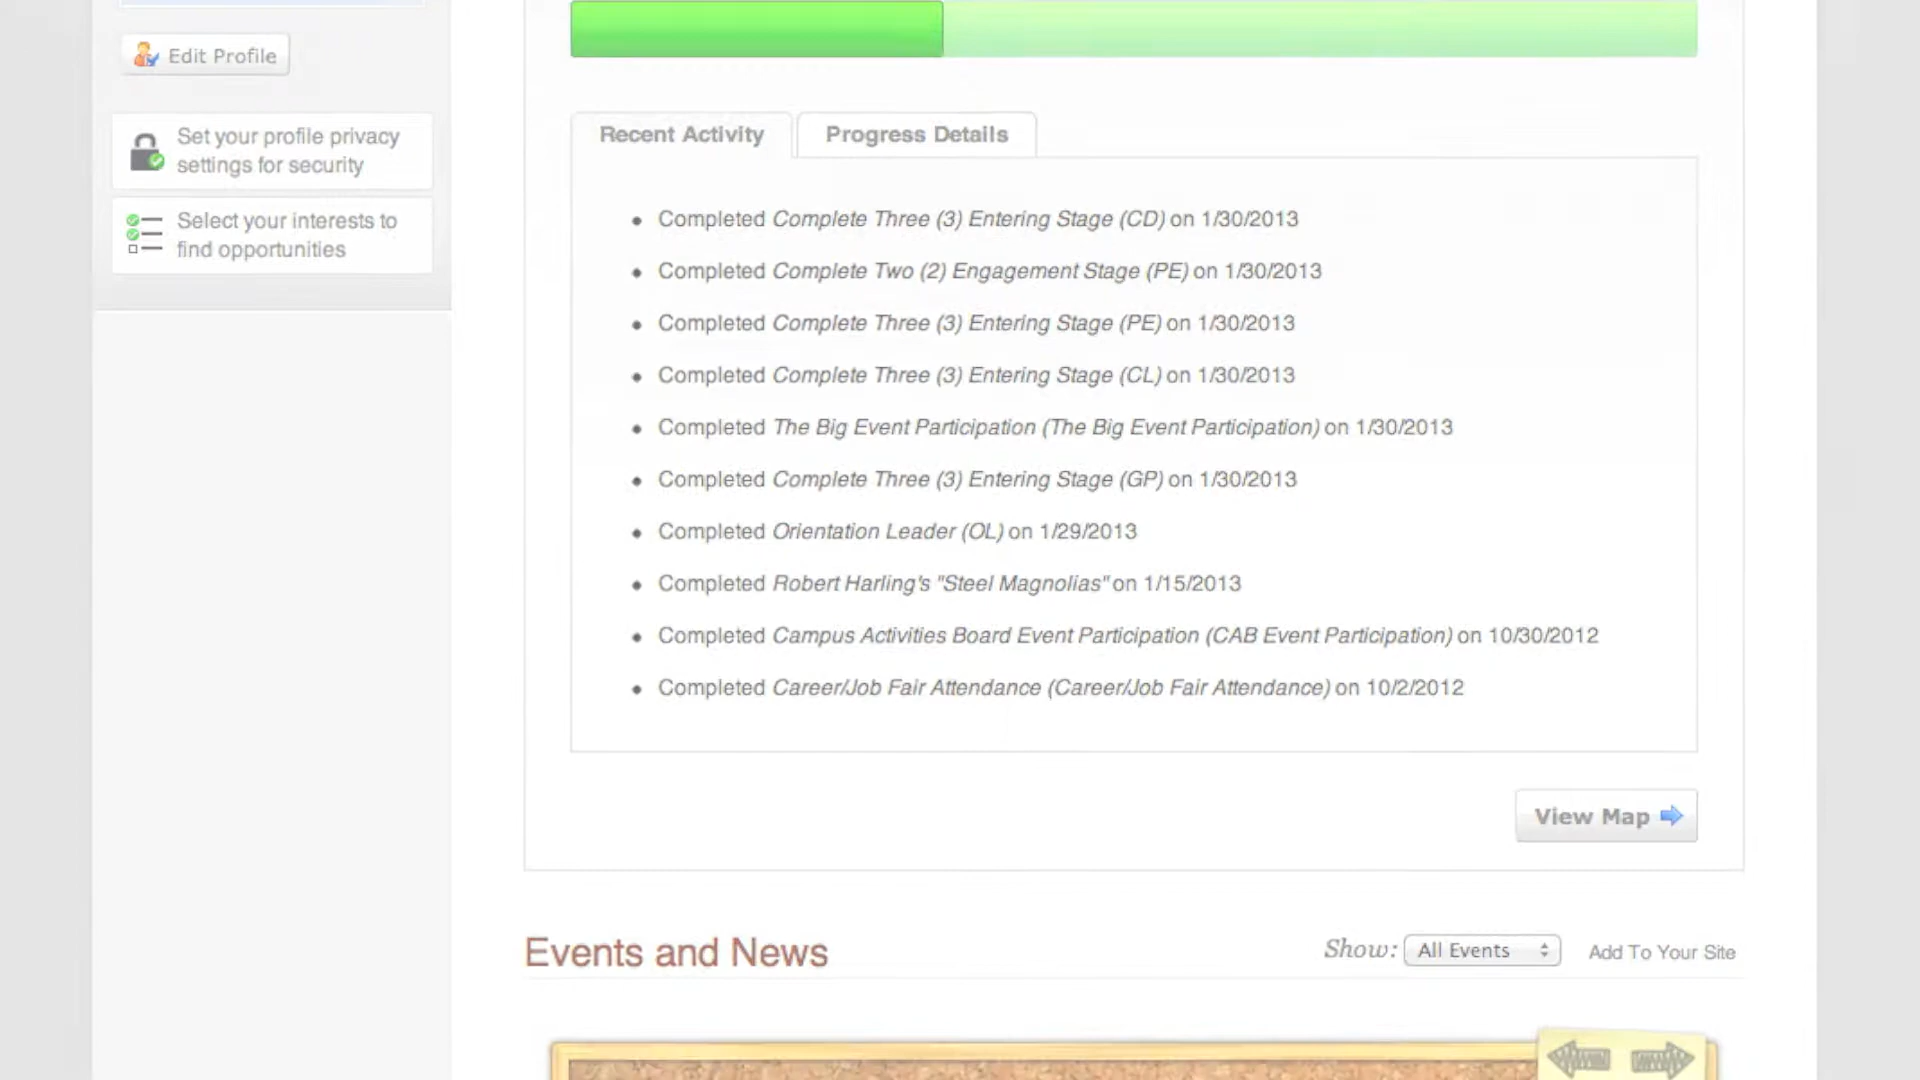 Edit Profile
Set your profile privacy
settings for security
Select your interests to
find opportunities
Recent Activity
Progress Details
Completed Complete Three (3) Entering Stage (CD) on 1/30/2013
Completed Complete Two (2) Engagement Stage (PE) on 1/30/2013
Completed Complete Three (3) Entering Stage (PE) on 1/30/2013
Completed Complete Three (3) Entering Stage (CL) on 1/30/2013
Completed The Big Event Participation (The Big Event Participation) on 1/30/2013
Completed Complete Three (3) Entering Stage (GP) on 1/30/2013
Completed Orientation Leader (OL) on 1/29/2013
Completed Robert Harling's "Steel Magnolias" on 1/15/2013
Completed Campus Activities Board Event Participation (CAB Event Participation) on 10/30/2012
Completed Career/Job Fair Attendance (Career/Job Fair Attendance) on 10/2/2012
View Map
Events and News
Show: All Events
Add To Your Site